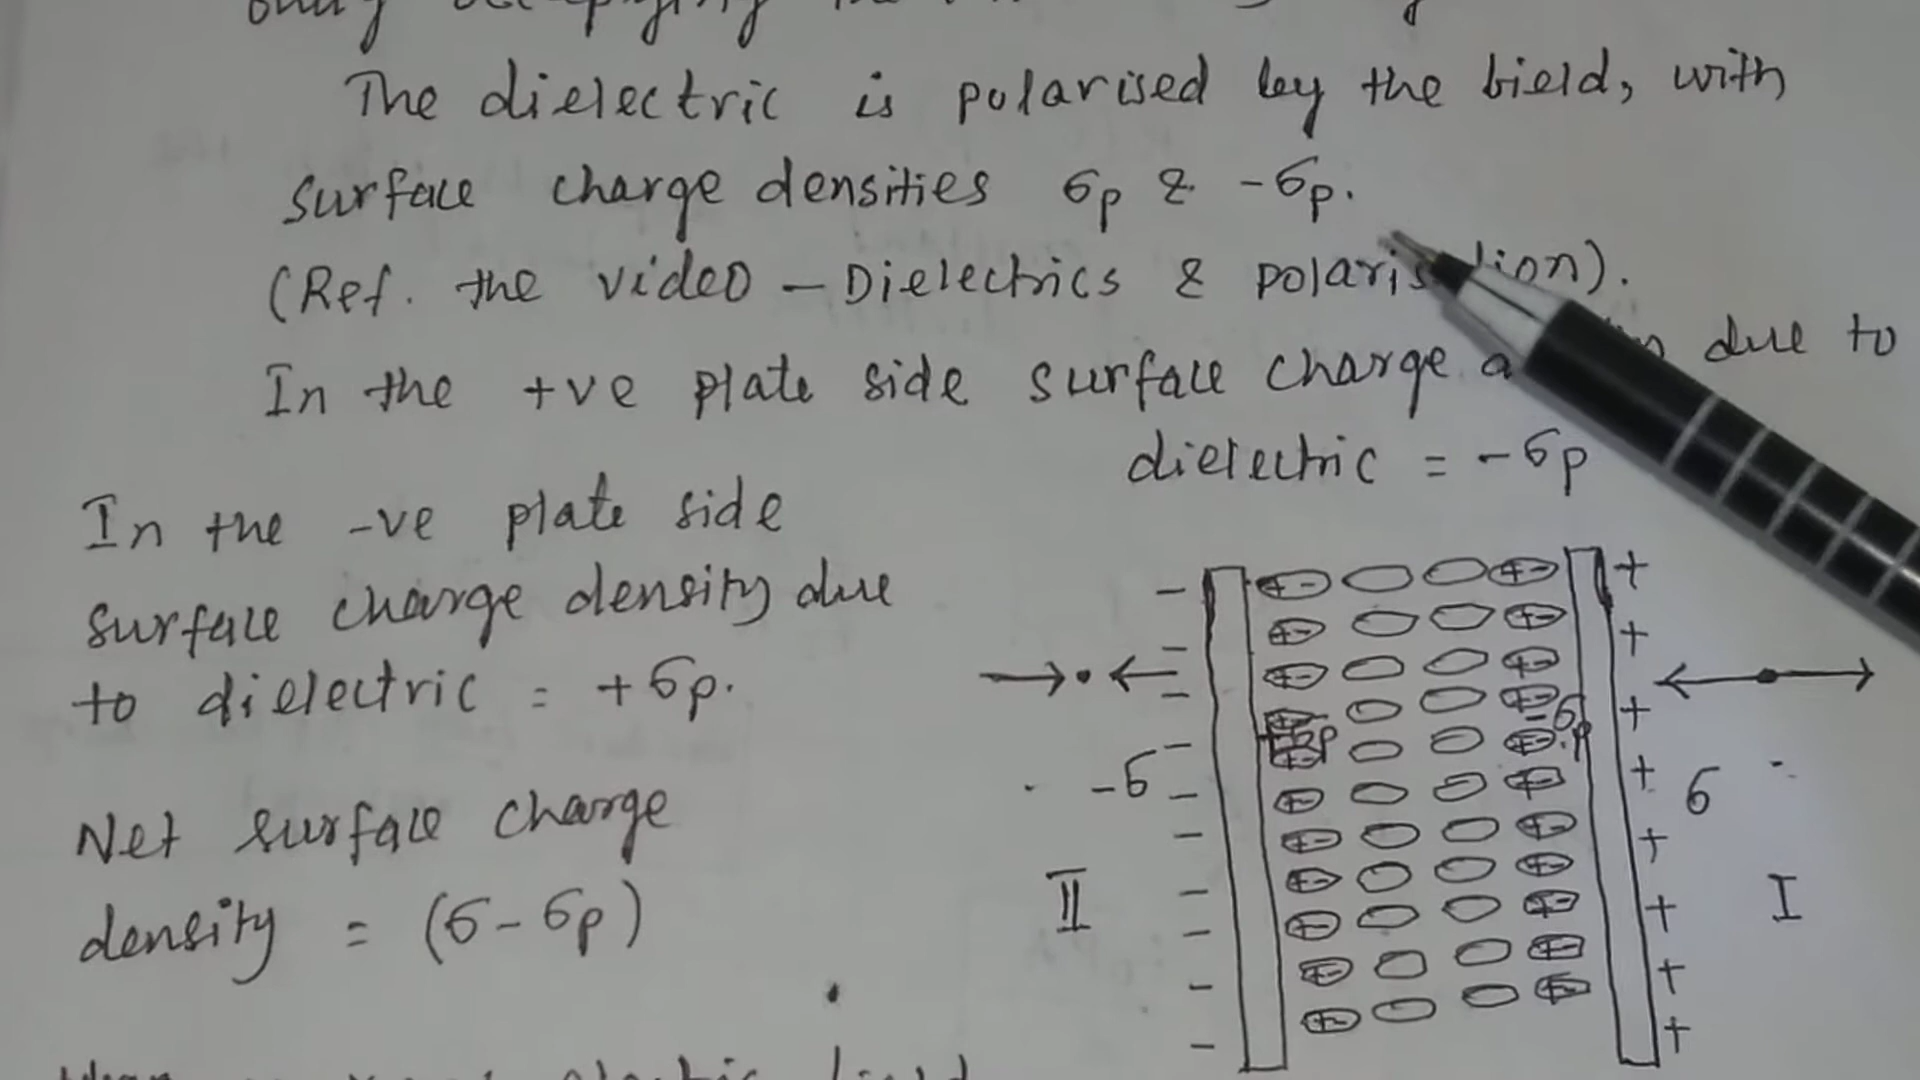 The dielectric is polarised by the field, with
surface charge densities σp & -σp.
(Ref. the video - Dielectrics &
In the +ve plate side surface charge due to
dielectric = -σp
In the -ve plate side
surface charge density due
to dielectric = +σp.
Net surface charge
density = (σ - σp)
-σ
+σp
-σp
σ
II
I